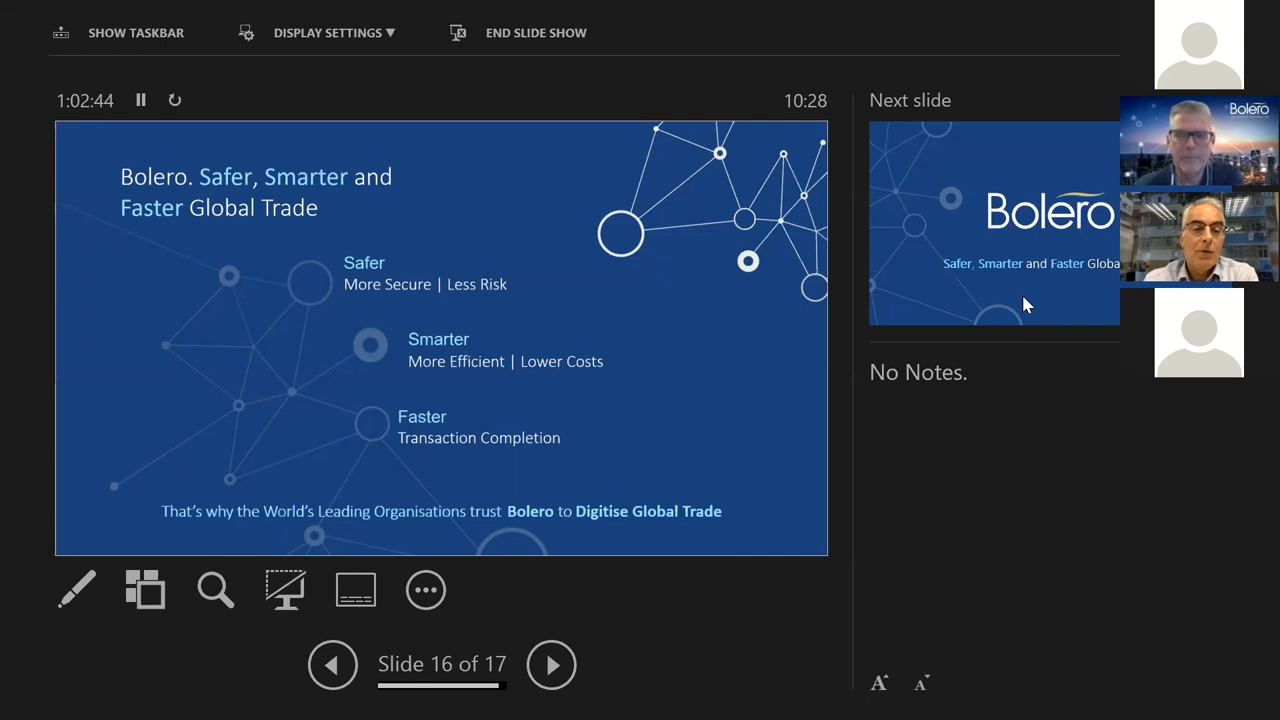 SHOW TASKBAR
DISPLAY SETTINGS ▼
END SLIDE SHOW
1:02:44
10:28
Next slide
Bolero. Safer, Smarter and
Faster Global Trade
Safer
More Secure | Less Risk
Smarter
More Efficient | Lower Costs
Faster
Transaction Completion
That's why the World's Leading Organisations trust Bolero to Digitise Global Trade
Bolero
Safer, Smarter and Faster Globa
Bolero
No Notes.
Slide 16 of 17
A A